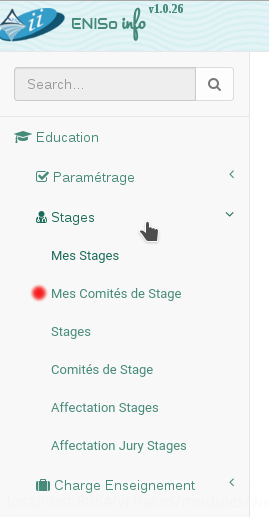 ENISo info v1.0.26
Search...
Education
Paramétrage
Stages
Mes Stages
Mes Comités de Stage
Stages
Comités de Stage
Affectation Stages
Affectation Jury Stages
Charge Enseignement